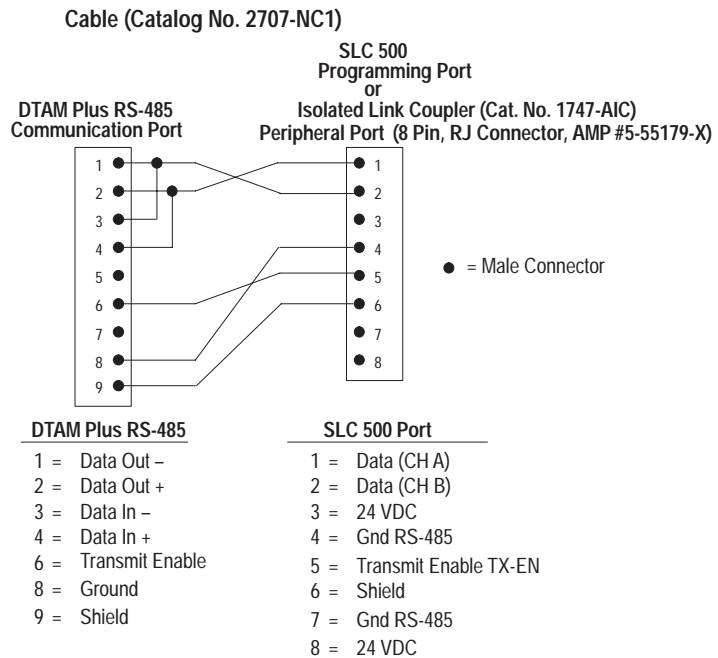 Cable (Catalog No. 2707-NC1)
SLC 500
Programming Port
or
Isolated Link Coupler (Cat. No. 1747-AIC)
Peripheral Port (8 Pin, RJ Connector, AMP #5-55179-X)
DTAM Plus RS-485
Communication Port
1
2
3
4
5
6
7
8
9
1
2
3
4
5
6
7
8
= Male Connector
DTAM Plus RS-485
1 = Data Out –
2 = Data Out +
3 = Data In –
4 = Data In +
6 = Transmit Enable
8 = Ground
9 = Shield
SLC 500 Port
1 = Data (CH A)
2 = Data (CH B)
3 = 24 VDC
4 = Gnd RS-485
5 = Transmit Enable TX-EN
6 = Shield
7 = Gnd RS-485
8 = 24 VDC